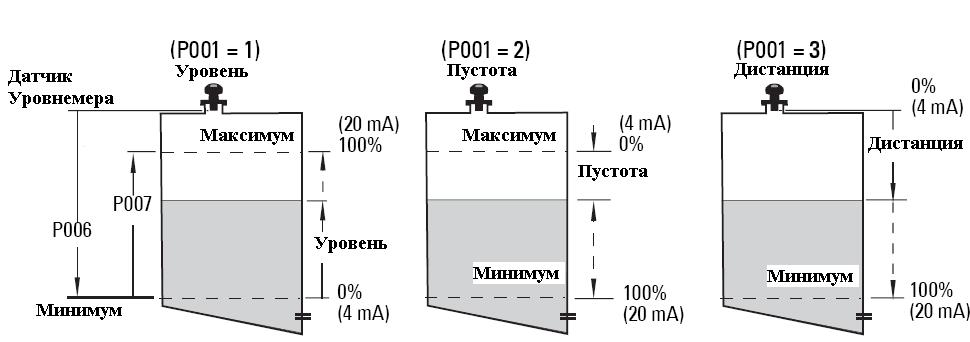 (P001 = 1)
Уровень
Датчик
Уровнемера
Максимум
(20 mA)
100%
P007
P006
Уровень
0%
(4 mA)
Минимум
(P001 = 2)
Пустота
Максимум
(4 mA)
0%
Пустота
Минимум
100%
(20 mA)
(P001 = 3)
Дистанция
0%
(4 mA)
Дистанция
Минимум
100%
(20 mA)